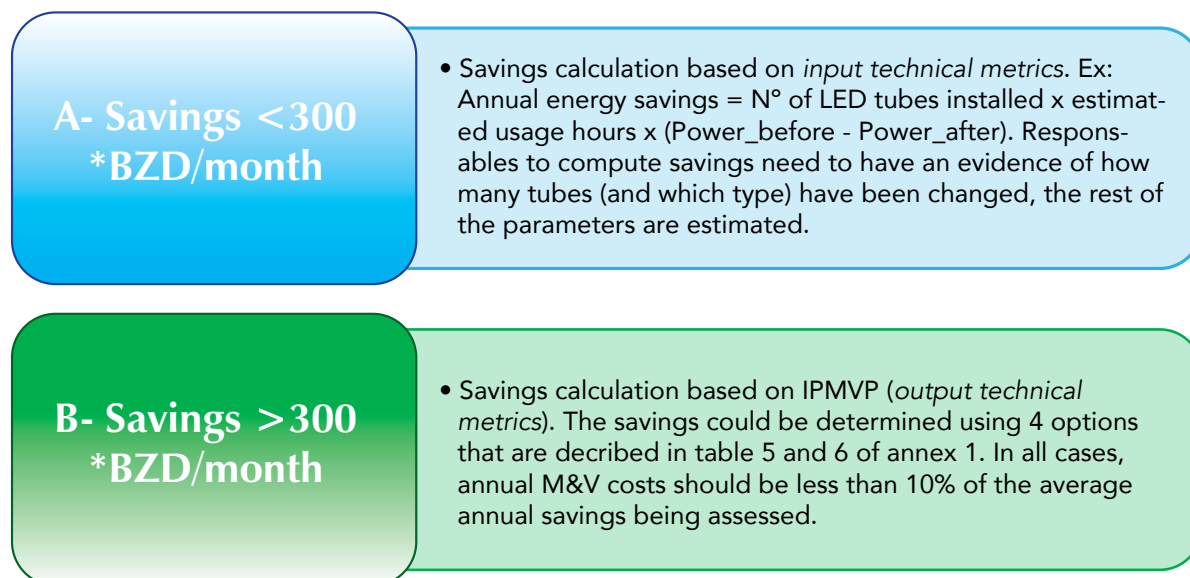 A- Savings <300
*BZD/month
• Savings calculation based on input technical metrics. Ex:
Annual energy savings = N° of LED tubes installed x estimat-
ed usage hours x (Power_before - Power_after). Respons-
ables to compute savings need to have an evidence of how
many tubes (and which type) have been changed, the rest of
the parameters are estimated.
B- Savings >300
*BZD/month
• Savings calculation based on IPMVP (output technical
metrics). The savings could be determined using 4 options
that are decribed in table 5 and 6 of annex 1. In all cases,
annual M&V costs should be less than 10% of the average
annual savings being assessed.